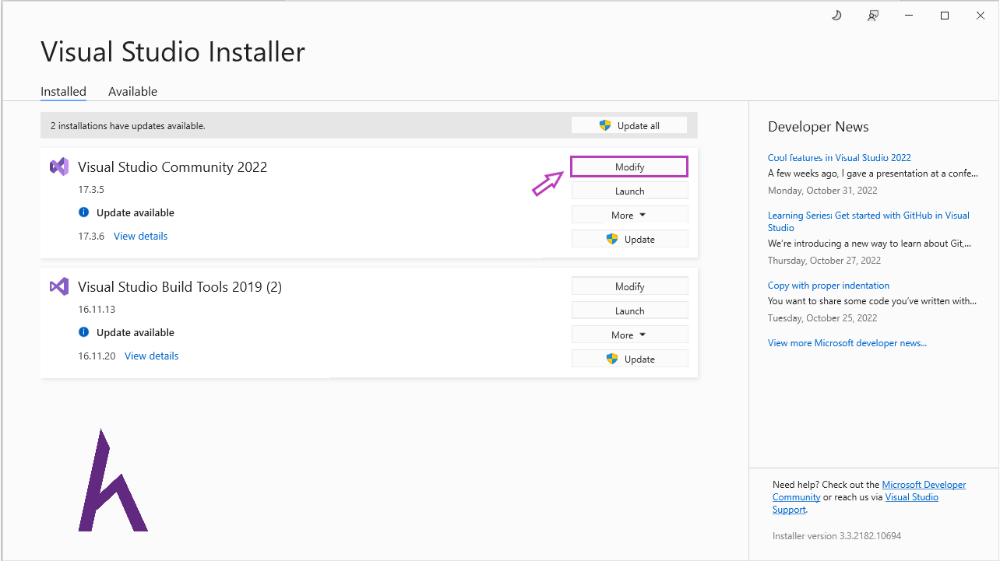 Visual Studio Installer
Installed
Available
2 installations have updates available.
Update all
Visual Studio Community 2022
17.3.5
Update available
17.3.6 View details
Modify
Launch
More
Update
Visual Studio Build Tools 2019 (2)
16.11.13
Update available
16.11.20 View details
Modify
Launch
More
Update
Developer News
Cool features in Visual Studio 2022
A few weeks ago, I gave a presentation at a confe...
Monday, October 31, 2022
Learning Series: Get started with GitHub in Visual
Studio
We're introducing a new way to learn about Git,...
Thursday, October 27, 2022
Copy with proper indentation
You want to share some code you've written with...
Tuesday, October 25, 2022
View more Microsoft developer news...
Need help? Check out the Microsoft Developer
Community or reach us via Visual Studio
Support.
Installer version 3.3.2182.10694